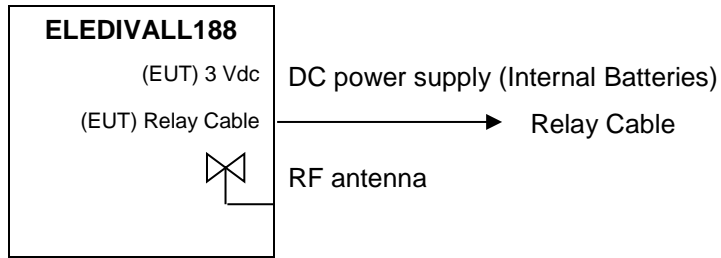 ELEDIVALL188
(EUT) 3 Vdc DC power supply (Internal Batteries)
(EUT) Relay Cable Relay Cable
RF antenna